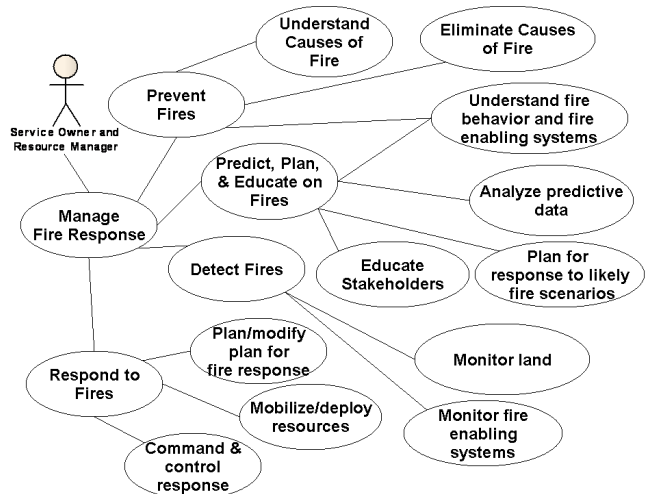 Understand
Causes of
Fire
Eliminate Causes
of Fire
Service Owner and
Resource Manager
Prevent
Fires
Understand fire
behavior and fire
enabling systems
Predict, Plan,
& Educate on
Fires
Analyze predictive
data
Manage
Fire Response
Detect Fires
Educate
Stakeholders
Plan for
response to likely
fire scenarios
Plan/modify
plan for
fire response
Monitor land
Respond to
Fires
Mobilize/deploy
resources
Monitor fire
enabling
systems
Command &
control
response